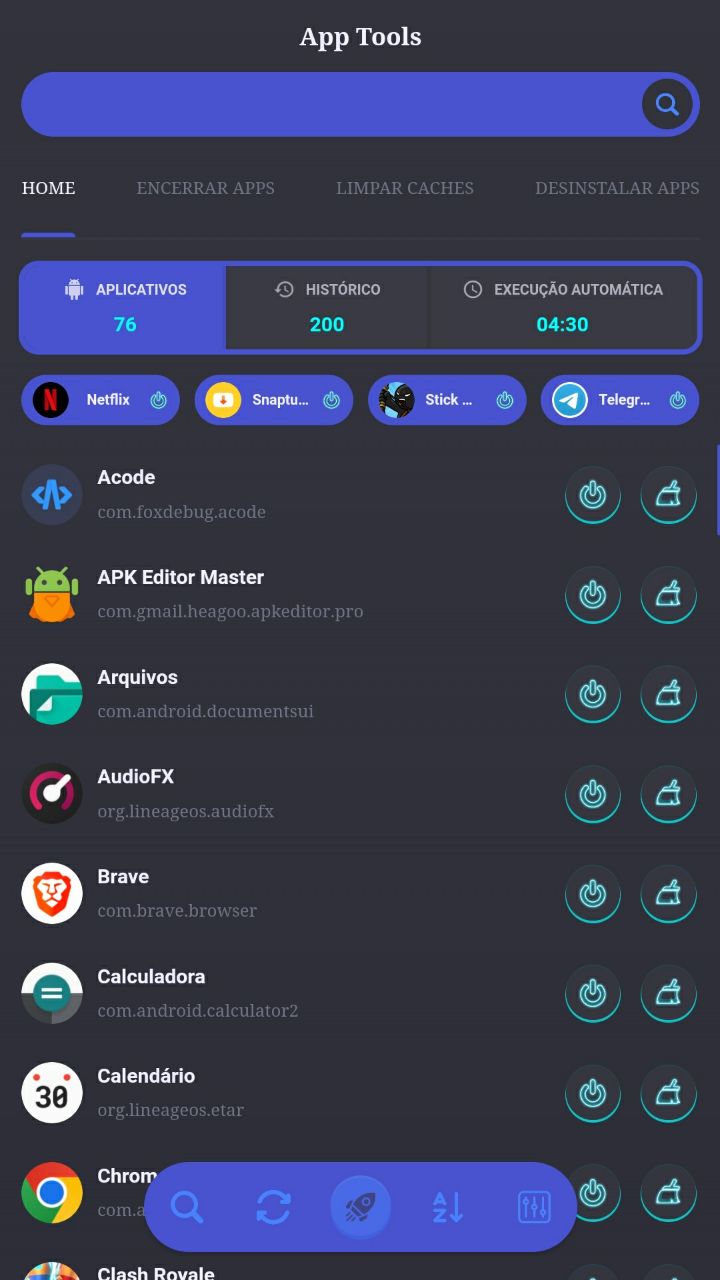 App Tools
HOME ENCERRAR APPS LIMPAR CACHES DESINSTALAR APPS
APLICATIVOS HISTÓRICO EXECUÇÃO AUTOMÁTICA
76 200 04:30
Netflix Snaptu... Stick ... Telegr...
Acode
com.foxdebug.acode
APK Editor Master
com.gmail.heagoo.apkeditor.pro
Arquivos
com.android.documentsui
AudioFX
org.lineageos.audiofx
Brave
com.brave.browser
Calculadora
com.android.calculator2
Calendário
30
org.lineageos.etar
Chrom
com.a
Clash Royale